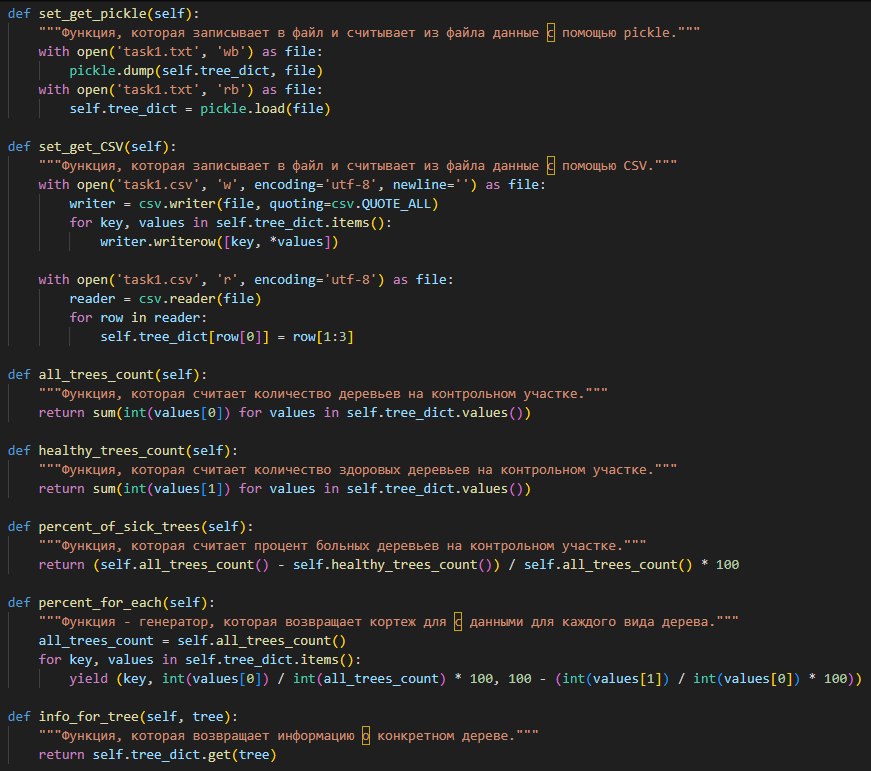 def set_get_pickle(self):
    """Функция, которая записывает в файл и считывает из файла данные с помощью pickle."""
    with open('task1.txt', 'wb') as file:
        pickle.dump(self.tree_dict, file)
    with open('task1.txt', 'rb') as file:
        self.tree_dict = pickle.load(file)

def set_get_CSV(self):
    """Функция, которая записывает в файл и считывает из файла данные с помощью CSV."""
    with open('task1.csv', 'w', encoding='utf-8', newline='') as file:
        writer = csv.writer(file, quoting=csv.QUOTE_ALL)
        for key, values in self.tree_dict.items():
            writer.writerow([key, *values])

    with open('task1.csv', 'r', encoding='utf-8') as file:
        reader = csv.reader(file)
        for row in reader:
            self.tree_dict[row[0]] = row[1:3]

def all_trees_count(self):
    """Функция, которая считает количество деревьев на контрольном участке."""
    return sum(int(values[0]) for values in self.tree_dict.values())

def healthy_trees_count(self):
    """Функция, которая считает количество здоровых деревьев на контрольном участке."""
    return sum(int(values[1]) for values in self.tree_dict.values())

def percent_of_sick_trees(self):
    """Функция, которая считает процент больных деревьев на контрольном участке."""
    return (self.all_trees_count() - self.healthy_trees_count()) / self.all_trees_count() * 100

def percent_for_each(self):
    """Функция - генератор, которая возвращает кортеж для с данными для каждого вида дерева."""
    all_trees_count = self.all_trees_count()
    for key, values in self.tree_dict.items():
        yield (key, int(values[0]) / int(all_trees_count) * 100, 100 - (int(values[1]) / int(values[0]) * 100))

def info_for_tree(self, tree):
    """Функция, которая возвращает информацию о конкретном дереве."""
    return self.tree_dict.get(tree)